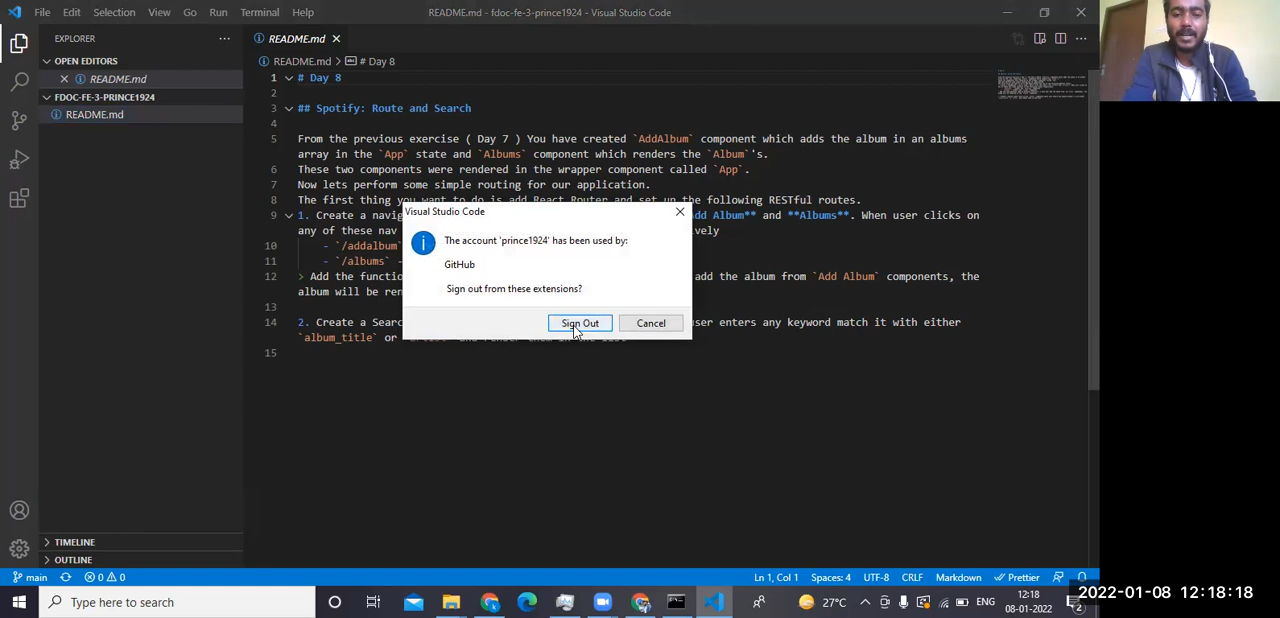 File Edit Selection View Go Run Terminal Help
README.md - fdoc-fe-3-prince1924 - Visual Studio Code
EXPLORER
OPEN EDITORS
README.md
FDOC-FE-3-PRINCE1924
README.md
TIMELINE
OUTLINE
README.md
README.md > # Day 8
1 # Day 8
2
3 ## Spotify: Route and Search
4
5 From the previous exercise ( Day 7 ) You have created `AddAlbum` component which adds the album in an albums
array in the `App` state and `Albums` component which renders the `Album`'s.
6 These two components were rendered in the wrapper component called `App`.
7 Now lets perform some simple routing for our application.
8 The first thing you want to do is add React Router and set up the following RESTful routes.
9 1. Create a navig dd Album** and **Albums**. When user clicks on
any of these nav vely
10 - `/addalbum`
11 - `/albums` -
12 > Add the functio add the album from `Add Album` components, the
album will be ren
13
14 2. Create a Searc user enters any keyword match it with either
`album_title` or
15
Visual Studio Code
The account 'prince1924' has been used by:
GitHub
Sign out from these extensions?
Sign Out Cancel
main 0 0 Ln 1, Col 1 Spaces: 4 UTF-8 CRLF Markdown Prettier
Type here to search
27°C ENG
12:18
08-01-2022
2
2022-01-08 12:18:18